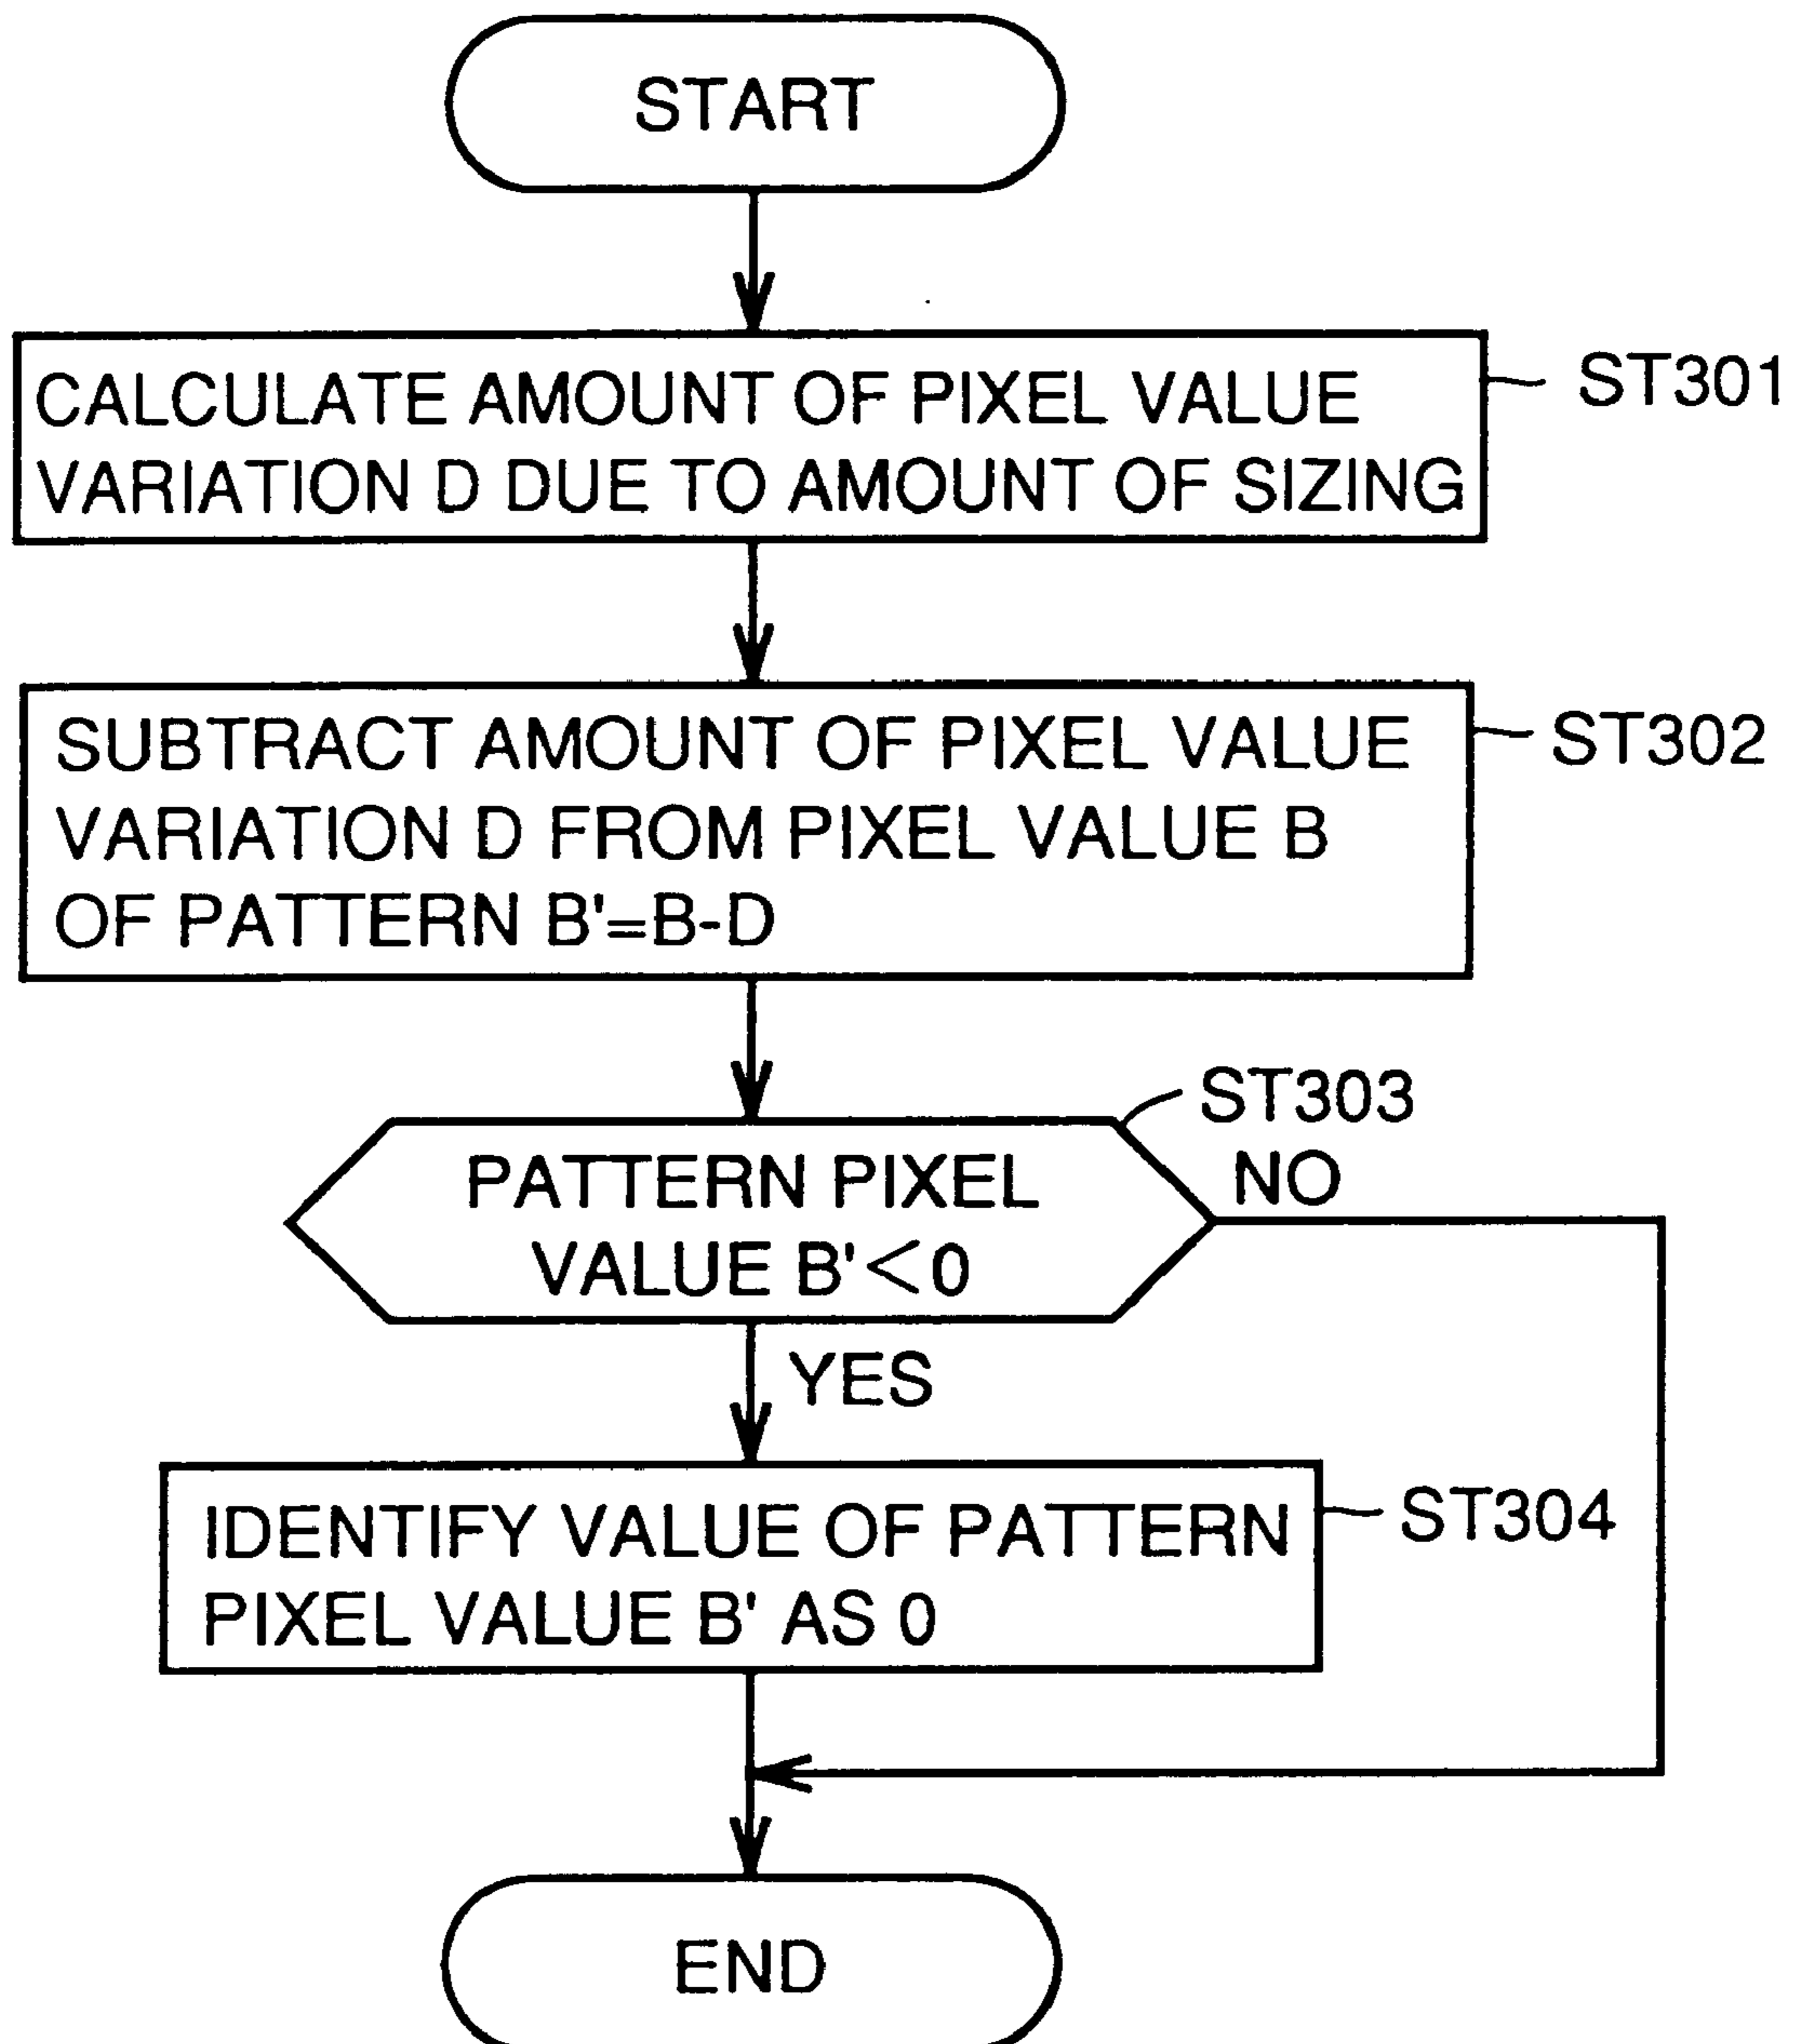 START
CALCULATE AMOUNT OF PIXEL VALUE
VARIATION D DUE TO AMOUNT OF SIZING
ST301
SUBTRACT AMOUNT OF PIXEL VALUE
VARIATION D FROM PIXEL VALUE B
OF PATTERN B'=B-D
ST302
ST303
PATTERN PIXEL
VALUE B'<0
NO
YES
IDENTIFY VALUE OF PATTERN
PIXEL VALUE B' AS 0
ST304
END